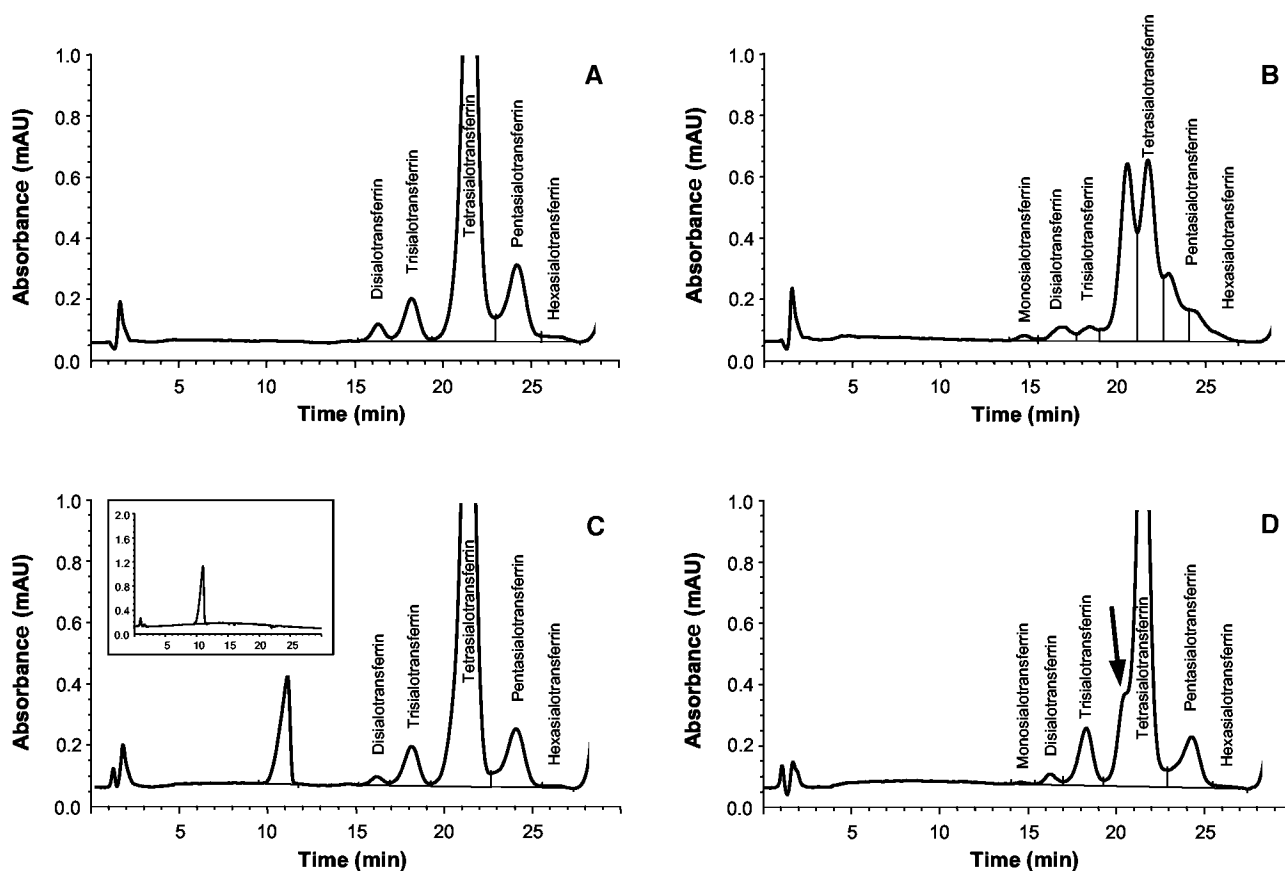 A
Absorbance (mAU)
1.0
0.8
0.6
0.4
0.2
0.0
Disialotransferrin
Trisialotransferrin
Tetrasialotransferrin
Pentasialotransferrin
Hexasialotransferrin
5 10 15 20 25
Time (min)
B
Absorbance (mAU)
1.0
0.8
0.6
0.4
0.2
0.0
Monosialotransferrin
Disialotransferrin
Trisialotransferrin
Tetrasialotransferrin
Pentasialotransferrin
Hexasialotransferrin
5 10 15 20 25
Time (min)
C
Absorbance (mAU)
1.0
0.8
0.6
0.4
0.2
0.0
2.0
1.6
1.2
0.8
0.4
0.0
5 10 15 20 25
Disialotransferrin
Trisialotransferrin
Tetrasialotransferrin
Pentasialotransferrin
Hexasialotransferrin
5 10 15 20 25
Time (min)
D
Absorbance (mAU)
1.0
0.8
0.6
0.4
0.2
0.0
Monosialotransferrin
Disialotransferrin
Trisialotransferrin
Tetrasialotransferrin
Pentasialotransferrin
Hexasialotransferrin
5 10 15 20 25
Time (min)